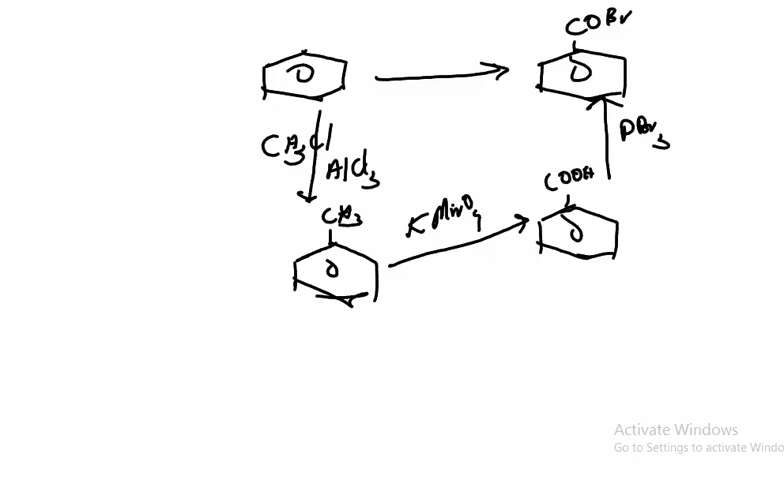 COBr
CH3Cl
AlCl3
PBr3
COOH
CH3
KMnO4
Activate Windows
Go to Settings to activate Windo